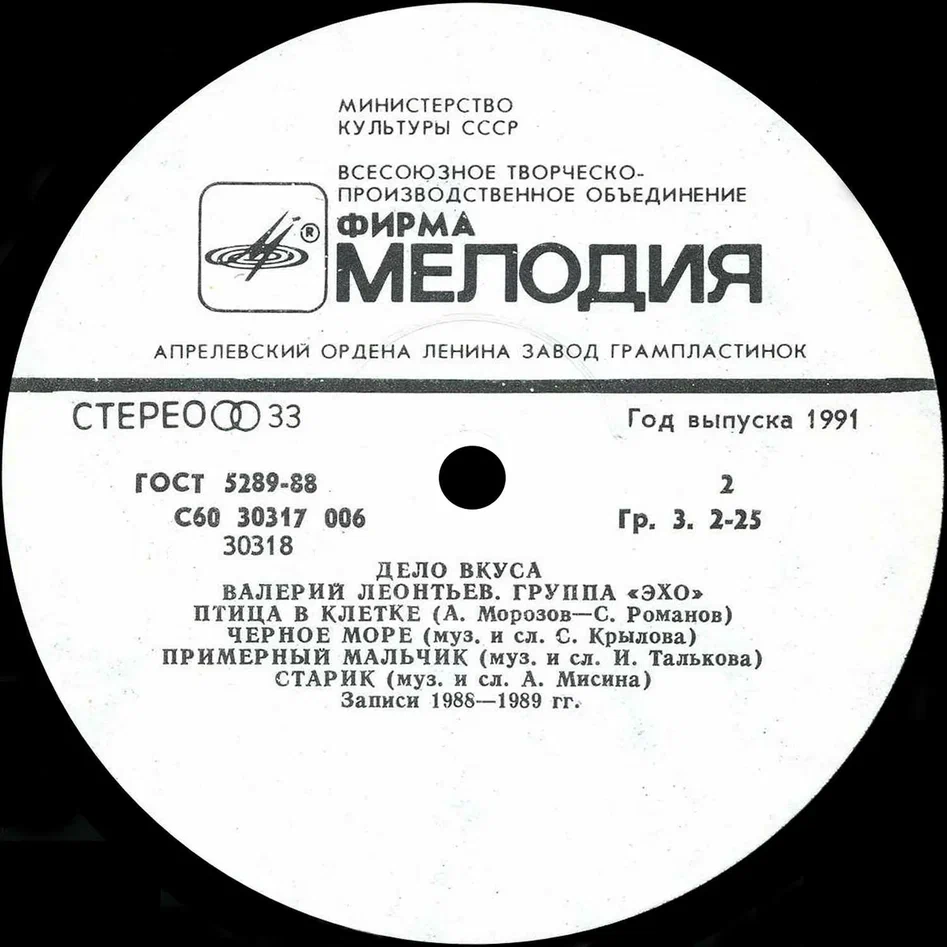 МИНИСТЕРСТВО
КУЛЬТУРЫ СССР
ВСЕСОЮЗНОЕ ТВОРЧЕСКО-
ПРОИЗВОДСТВЕННОЕ ОБЪЕДИНЕНИЕ
ФИРМА
®
МЕЛОДИЯ
АПРЕЛЕВСКИЙ ОРДЕНА ЛЕНИНА ЗАВОД ГРАМПЛАСТИНОК
СТЕРЕО 33 Год выпуска 1991
ГОСТ 5289-88 2
С60 30317 006 Гр. 3. 2-25
30318
ДЕЛО ВКУСА
ВАЛЕРИЙ ЛЕОНТЬЕВ. ГРУППА «ЭХО»
ПТИЦА В КЛЕТКЕ (А. Морозов—С. Романов)
ЧЕРНОЕ МОРЕ (муз. и сл. С. Крылова)
ПРИМЕРНЫЙ МАЛЬЧИК (муз. и сл. И. Талькова)
СТАРИК (муз. и сл. А. Мисина)
Записи 1988—1989 гг.